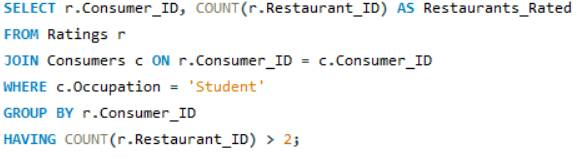 SELECT r.Consumer_ID, COUNT(r.Restaurant_ID) AS Restaurants_Rated
FROM Ratings r
JOIN Consumers c ON r.Consumer_ID = c.Consumer_ID
WHERE c.Occupation = 'Student'
GROUP BY r.Consumer_ID
HAVING COUNT(r.Restaurant_ID) > 2;